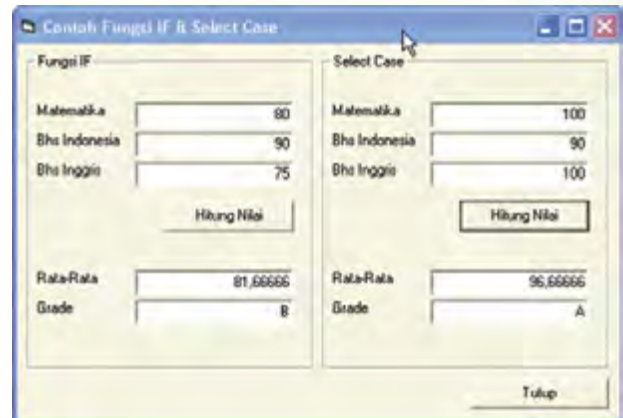 Contoh Fungsi IF & Select Case
Fungsi IF
Matematika 80
Bhs Indonesia 90
Bhs Inggris 75
Hitung Nilai
Rata-Rata 81,66666
Grade B
Select Case
Matematika 100
Bhs Indonesia 90
Bhs Inggris 100
Hitung Nilai
Rata-Rata 96,66666
Grade A
Tutup